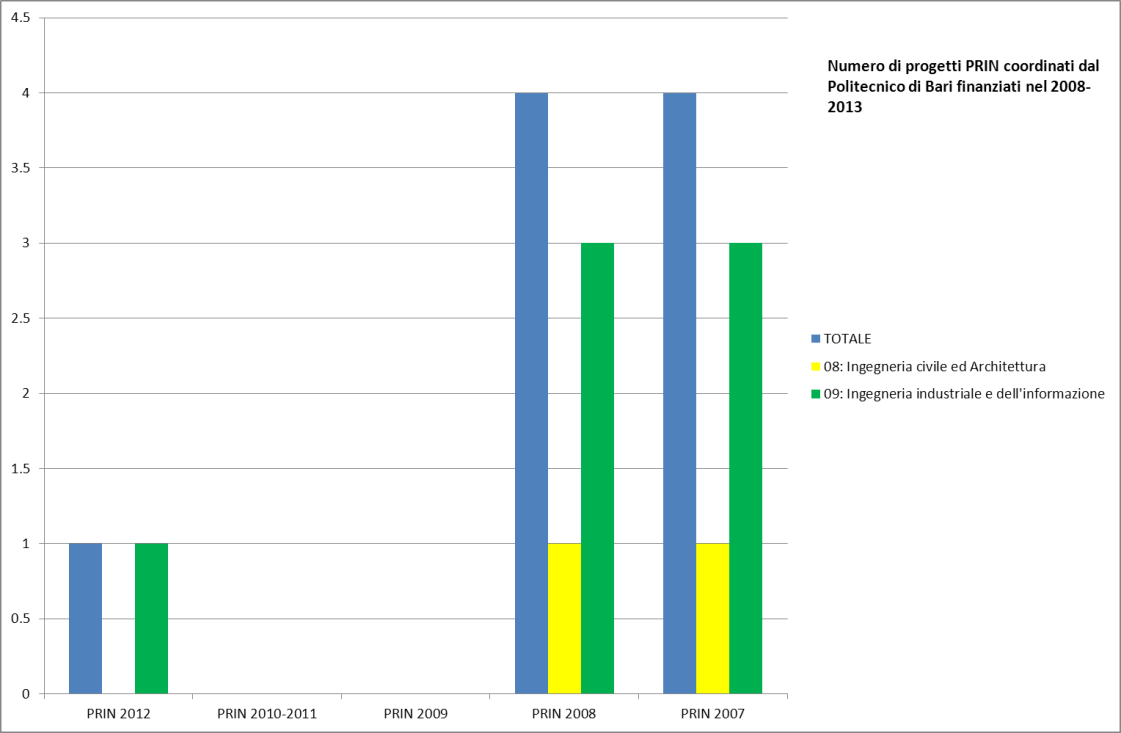 4.5
4
3.5
3
2.5
2
1.5
1
0.5
0
PRIN 2012
PRIN 2010-2011
PRIN 2009
PRIN 2008
PRIN 2007
Numero di progetti PRIN coordinati dal
Politecnico di Bari finanziati nel 2008-
2013
TOTALE
08: Ingegneria civile ed Architettura
09: Ingegneria industriale e dell'informazione